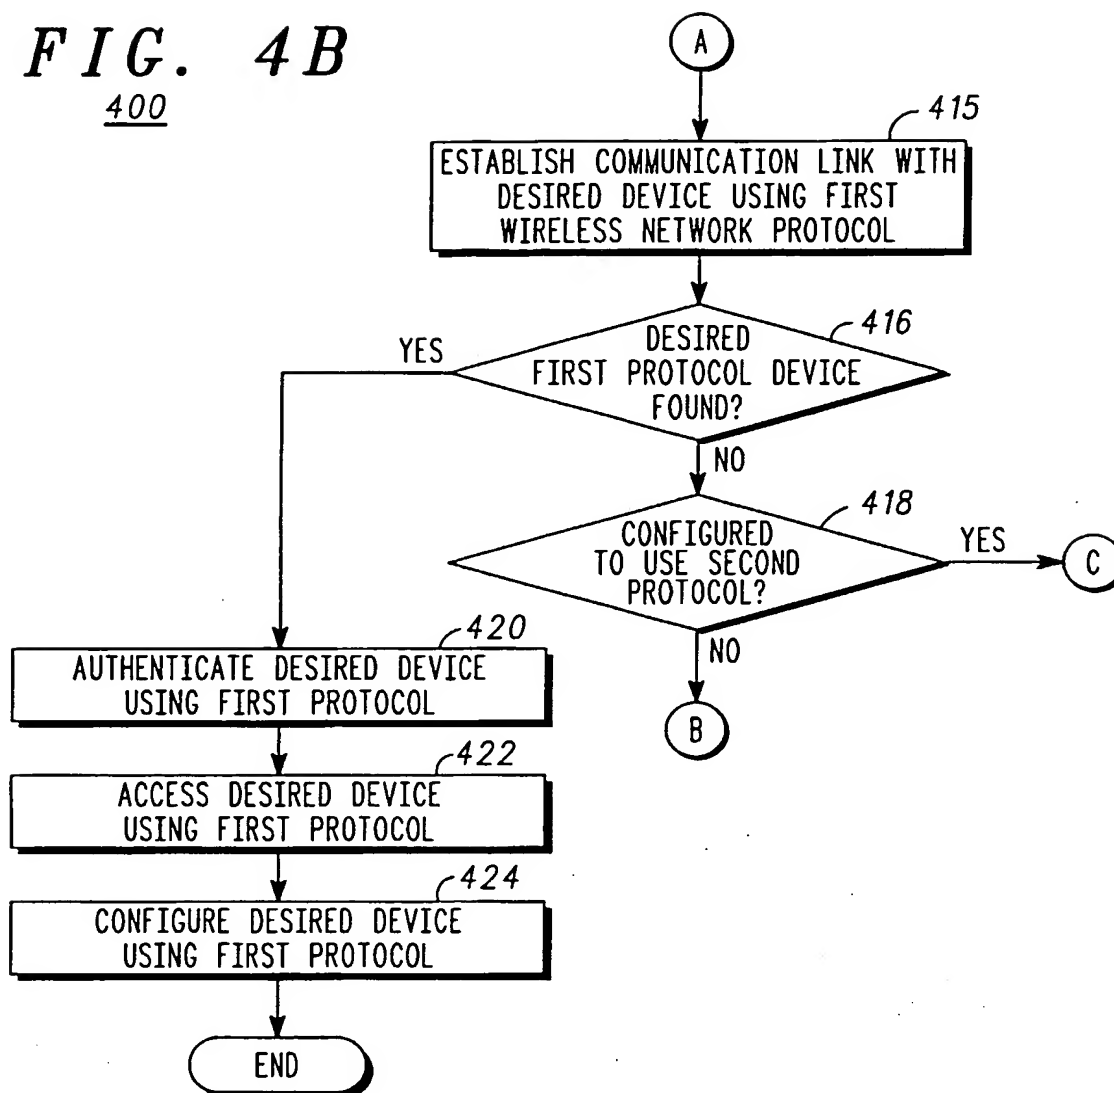 FIG. 4B
400
A
415
ESTABLISH COMMUNICATION LINK WITH
DESIRED DEVICE USING FIRST
WIRELESS NETWORK PROTOCOL
416
DESIRED
FIRST PROTOCOL DEVICE
FOUND?
YES
NO
418
CONFIGURED
TO USE SECOND
PROTOCOL?
YES
C
NO
B
420
AUTHENTICATE DESIRED DEVICE
USING FIRST PROTOCOL
422
ACCESS DESIRED DEVICE
USING FIRST PROTOCOL
424
CONFIGURE DESIRED DEVICE
USING FIRST PROTOCOL
END